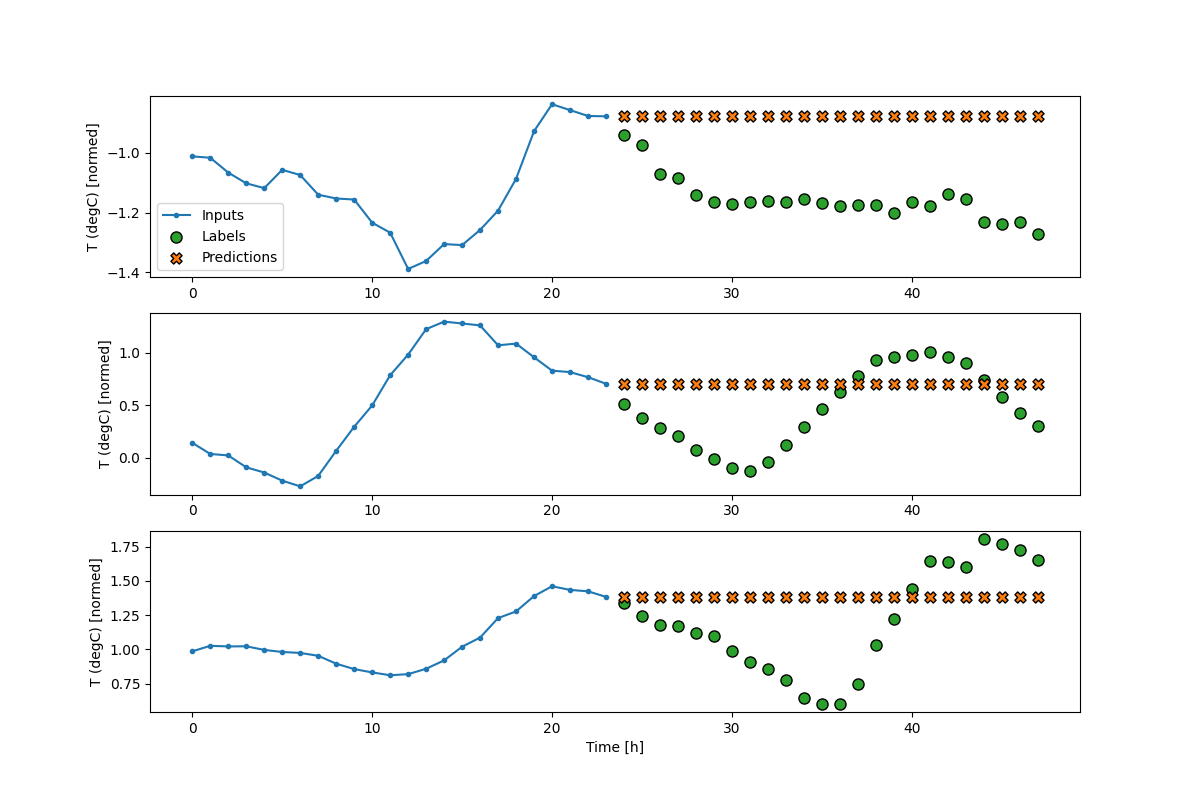 T (degC) [normed]
−1.0
−1.2
−1.4
Inputs
Labels
Predictions
0 10 20 30 40
T (degC) [normed]
1.0
0.5
0.0
0 10 20 30 40
T (degC) [normed]
1.75
1.50
1.25
1.00
0.75
0 10 20 30 40
Time [h]